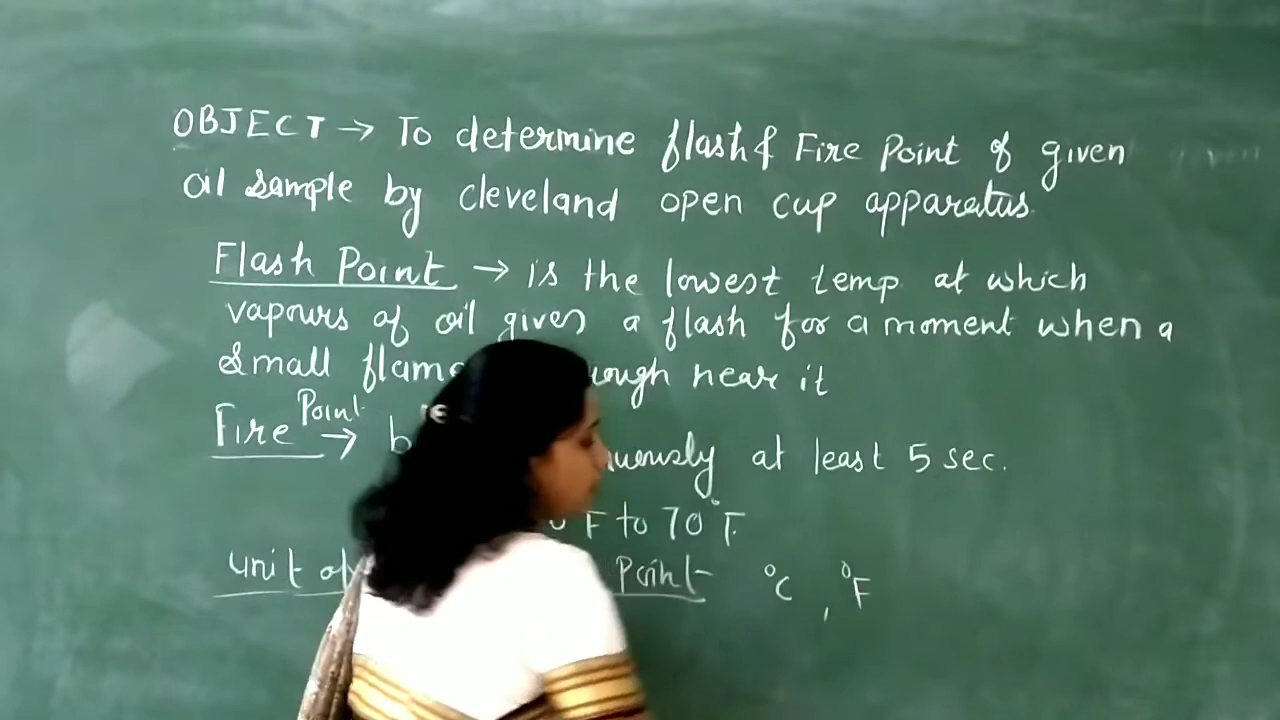 OBJECT → To determine flash & Fire Point of given
oil sample by cleveland open cup apparatus
Flash Point → is the lowest temp at which
vapours of oil gives a flash for a moment when a
small flame near it
Fire Point → at least 5 sec.
F to 70°F.
unit of Point °C , °F